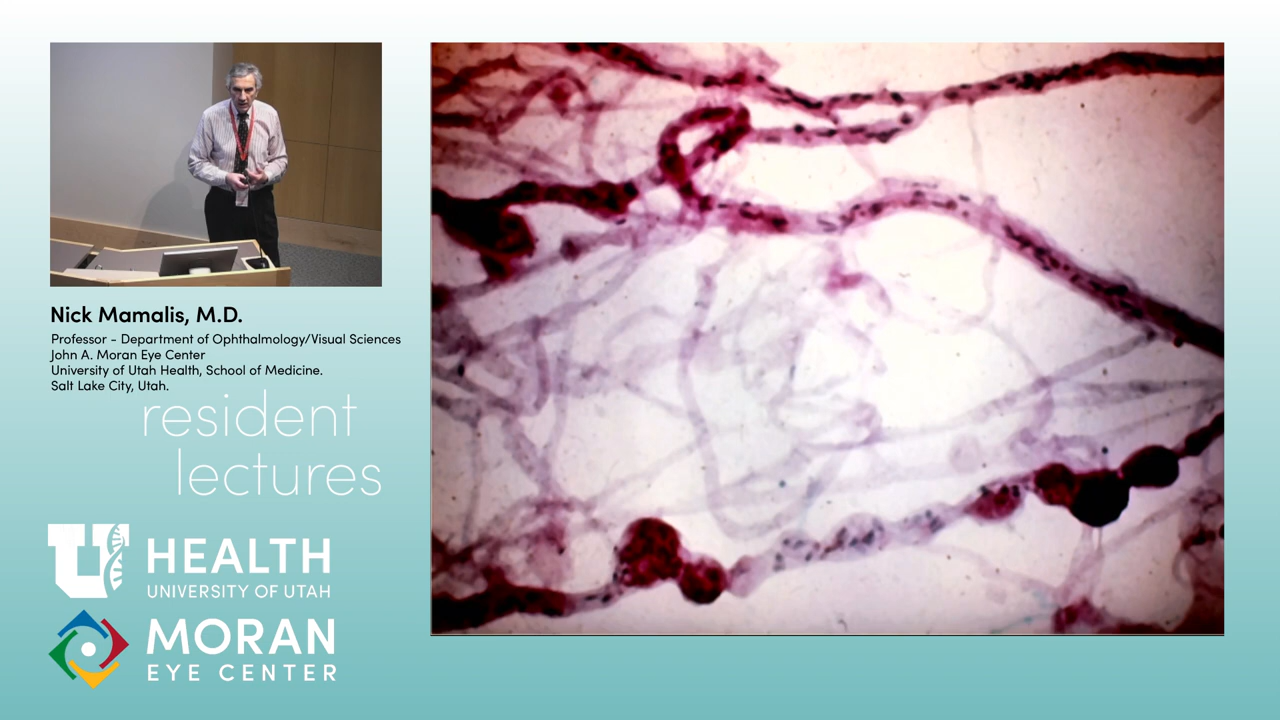 Nick Mamalis, M.D.
Professor - Department of Ophthalmology/Visual Sciences
John A. Moran Eye Center
University of Utah Health, School of Medicine.
Salt Lake City, Utah.
resident
lectures
U HEALTH
UNIVERSITY OF UTAH
MORAN
EYE CENTER